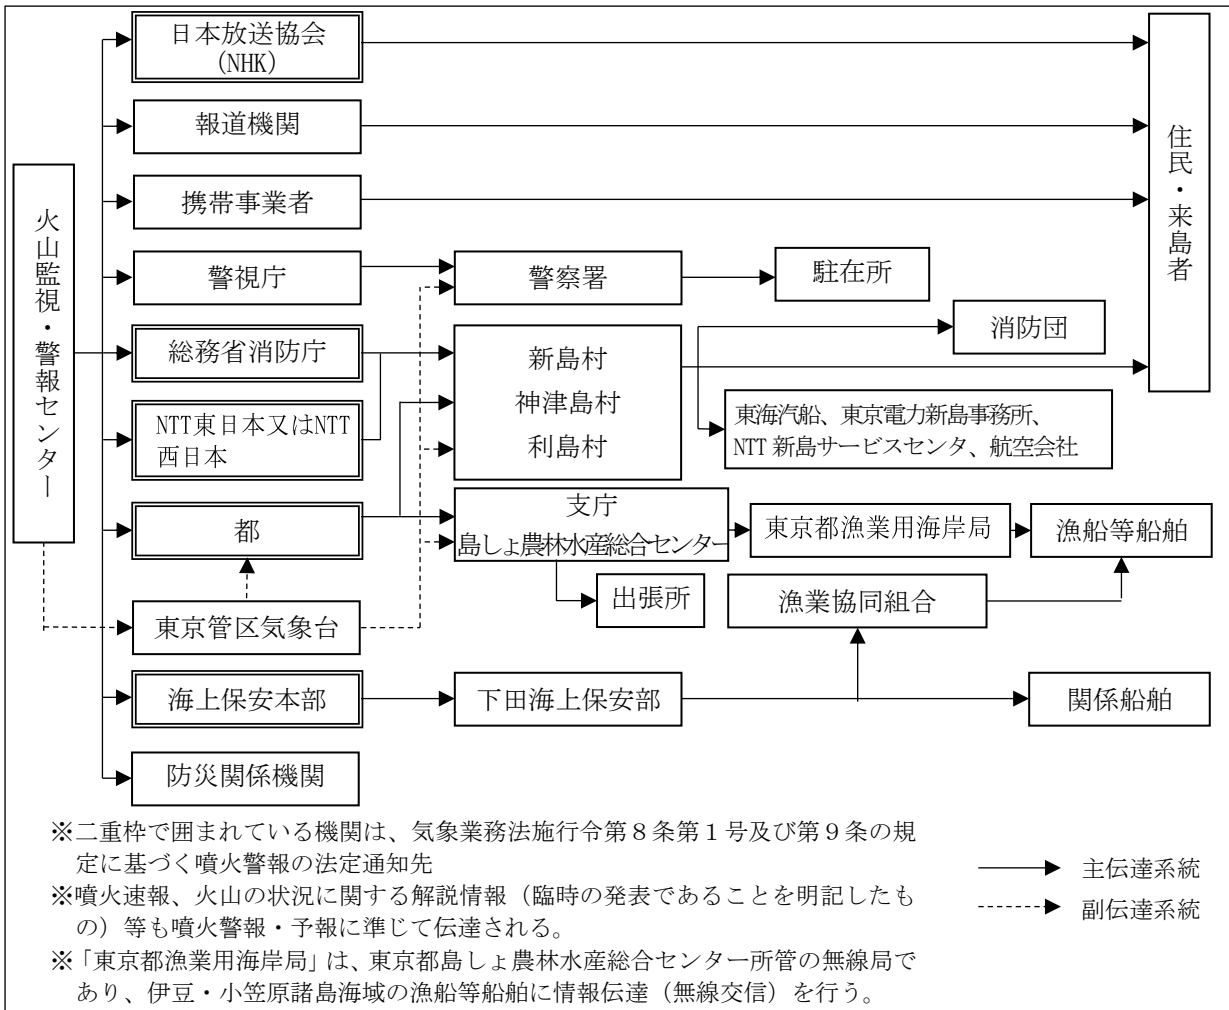 日本放送協会
(NHK)
報道機関
携帯事業者
火山監視・警報センター
住民・来島者
警視庁
警察署
駐在所
総務省消防庁
新島村
神津島村
利島村
消防団
NTT東日本又はNTT
西日本
東海汽船、東京電力新島事務所、
NTT 新島サービスセンタ、航空会社
都
支庁
島しょ農林水産総合センター
東京都漁業用海岸局
漁船等船舶
出張所
漁業協同組合
東京管区気象台
海上保安本部
下田海上保安部
関係船舶
防災関係機関
※二重枠で囲まれている機関は、気象業務法施行令第8条第1号及び第9条の規
定に基づく噴火警報の法定通知先
※噴火速報、火山の状況に関する解説情報（臨時の発表であることを明記したも
の）等も噴火警報・予報に準じて伝達される。
※「東京都漁業用海岸局」は、東京都島しょ農林水産総合センター所管の無線局で
あり、伊豆・小笠原諸島海域の漁船等船舶に情報伝達（無線交信）を行う。
主伝達系統
副伝達系統